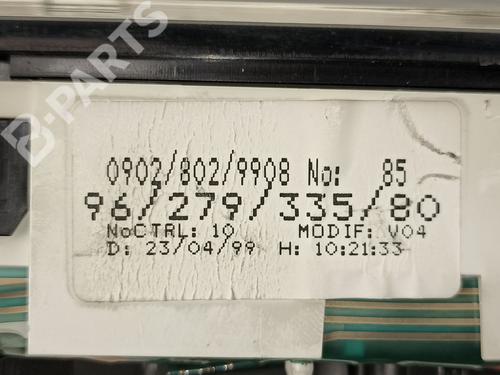 B-PARTS
0902/802/9908 No: 85
96/279/335/80
NoCTRL: 10 MODIF: V04
D: 23/04/99 H: 10:21:33